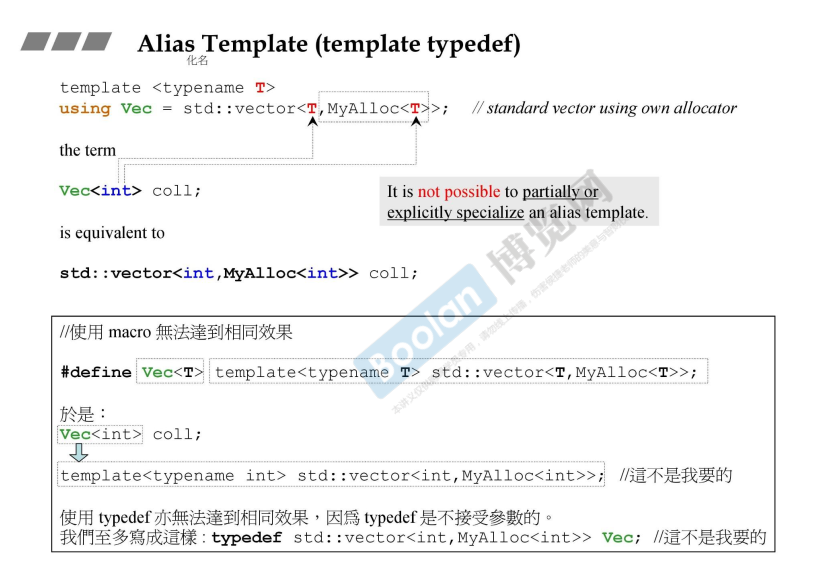 Alias Template (template typedef)
化名
template <typename T>
using Vec = std::vector<T,MyAlloc<T>>; // standard vector using own allocator
the term
Vec<int> coll;
It is not possible to partially or
explicitly specialize an alias template.
is equivalent to
std::vector<int,MyAlloc<int>> coll;
Boolan 博览网
//使用 macro 無法達到相同效果
#define Vec<T> template<typename T> std::vector<T,MyAlloc<T>>;
於是：
Vec<int> coll;
template<typename int> std::vector<int,MyAlloc<int>>; //這不是我要的
使用 typedef 亦無法達到相同效果，因爲 typedef 是不接受參數的。
我們至多寫成這樣 : typedef std::vector<int,MyAlloc<int>> Vec; //這不是我要的